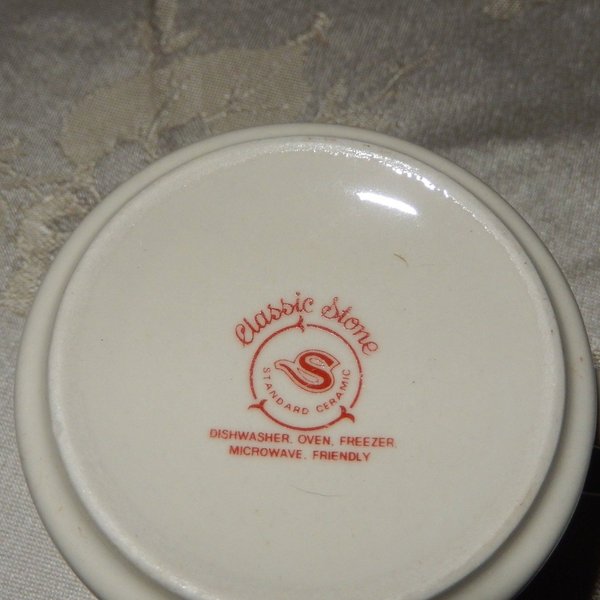 Classic Stone
S
STANDARD CERAMIC
DISHWASHER, OVEN, FREEZER,
MICROWAVE, FRIENDLY